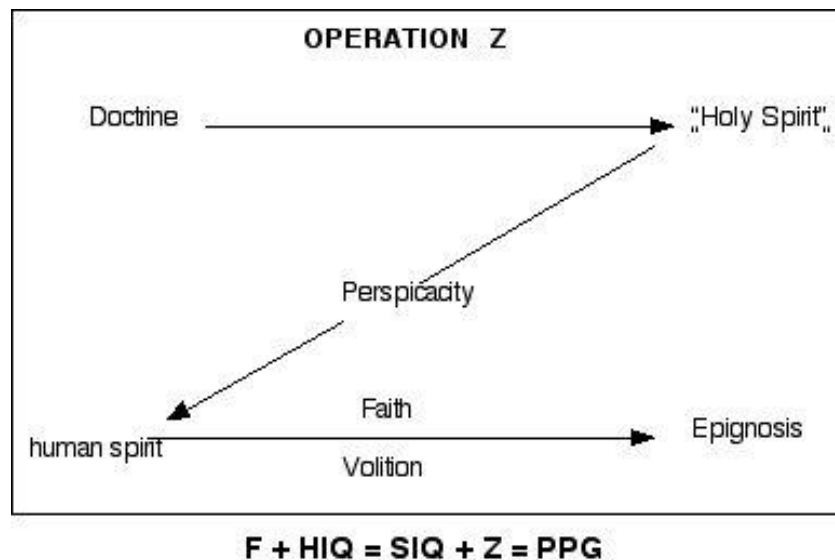 OPERATION Z
Doctrine
"Holy Spirit"
Perspicacity
Faith
human spirit
Epignosis
Volition
F + HIQ = SIQ + Z = PPG